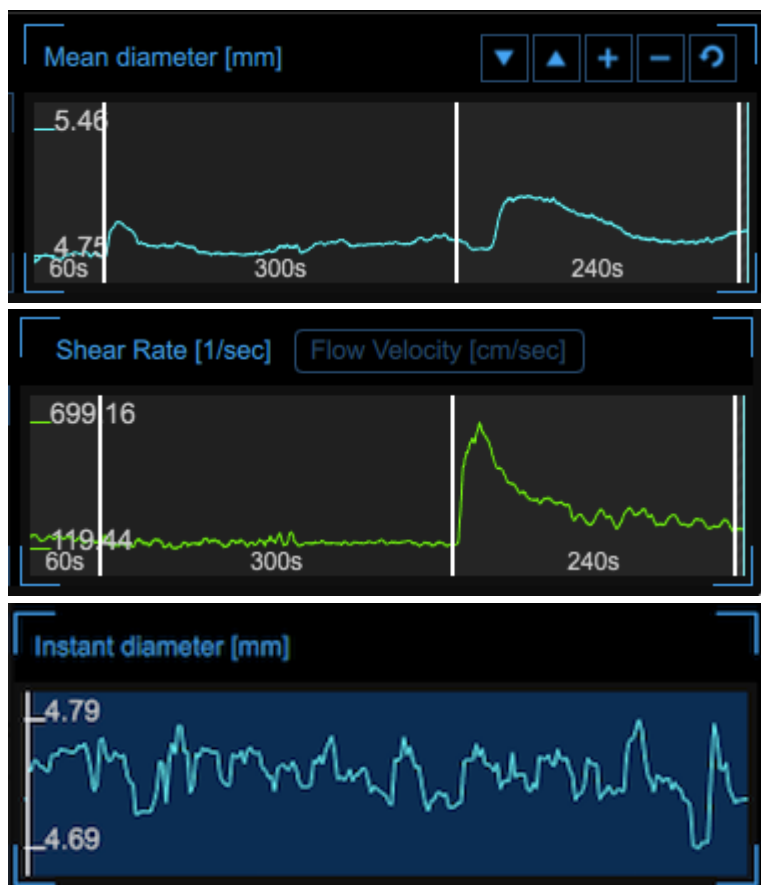 Mean diameter [mm]
5.46
4.75
60s 300s 240s
Shear Rate [1/sec] Flow Velocity [cm/sec]
699.16
119.44
60s 300s 240s
Instant diameter [mm]
4.79
4.69